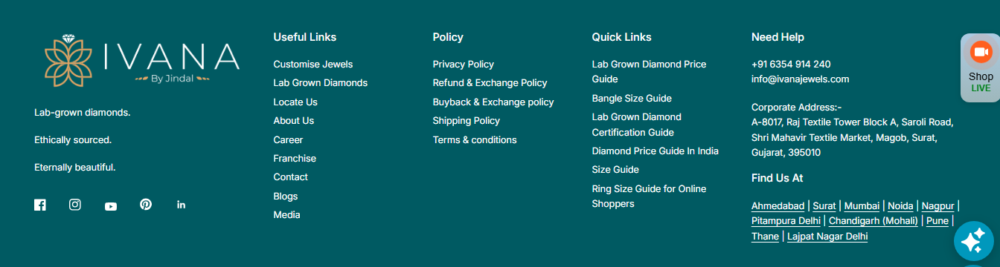 IVANA
By Jindal
Lab-grown diamonds.
Ethically sourced.
Eternally beautiful.
Useful Links
Customise Jewels
Lab Grown Diamonds
Locate Us
About Us
Career
Franchise
Contact
Blogs
Media
Policy
Privacy Policy
Refund & Exchange Policy
Buyback & Exchange policy
Shipping Policy
Terms & conditions
Quick Links
Lab Grown Diamond Price
Guide
Bangle Size Guide
Lab Grown Diamond
Certification Guide
Diamond Price Guide In India
Size Guide
Ring Size Guide for Online
Shoppers
Need Help
+91 6354 914 240
info@ivanajewels.com
Corporate Address:-
A-8017, Raj Textile Tower Block A, Saroli Road,
Shri Mahavir Textile Market, Magob, Surat,
Gujarat, 395010
Find Us At
Ahmedabad | Surat | Mumbai | Noida | Nagpur |
Pitampura Delhi | Chandigarh (Mohali) | Pune |
Thane | Lajpat Nagar Delhi
Shop
LIVE